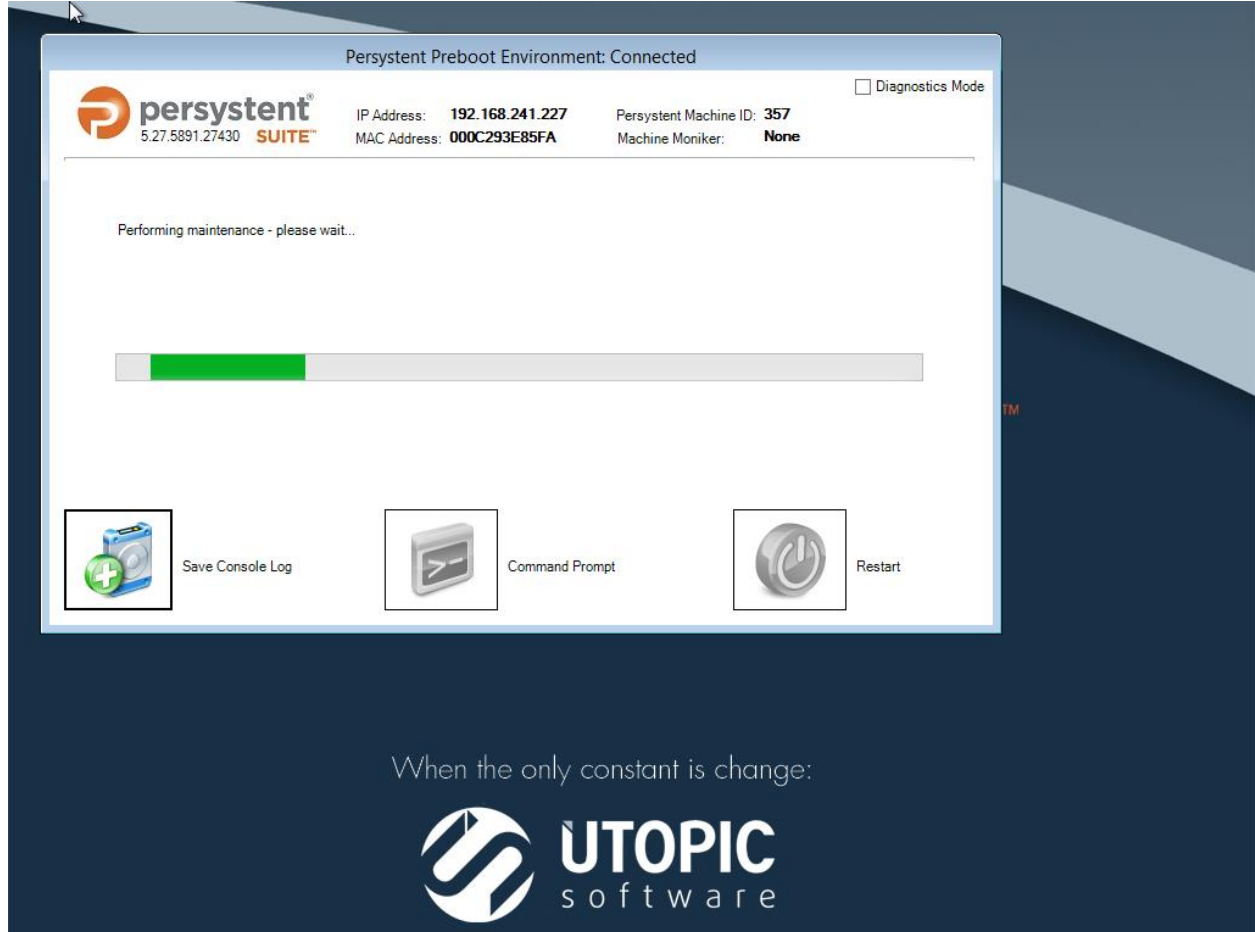 Persystent Preboot Environment: Connected
Diagnostics Mode
persystent®
5.27.5891.27430 SUITE™
IP Address: 192.168.241.227 Persystent Machine ID: 357
MAC Address: 000C293E85FA Machine Moniker: None
Performing maintenance - please wait...
TM
Save Console Log
Command Prompt
Restart
When the only constant is change:
UTOPIC
software